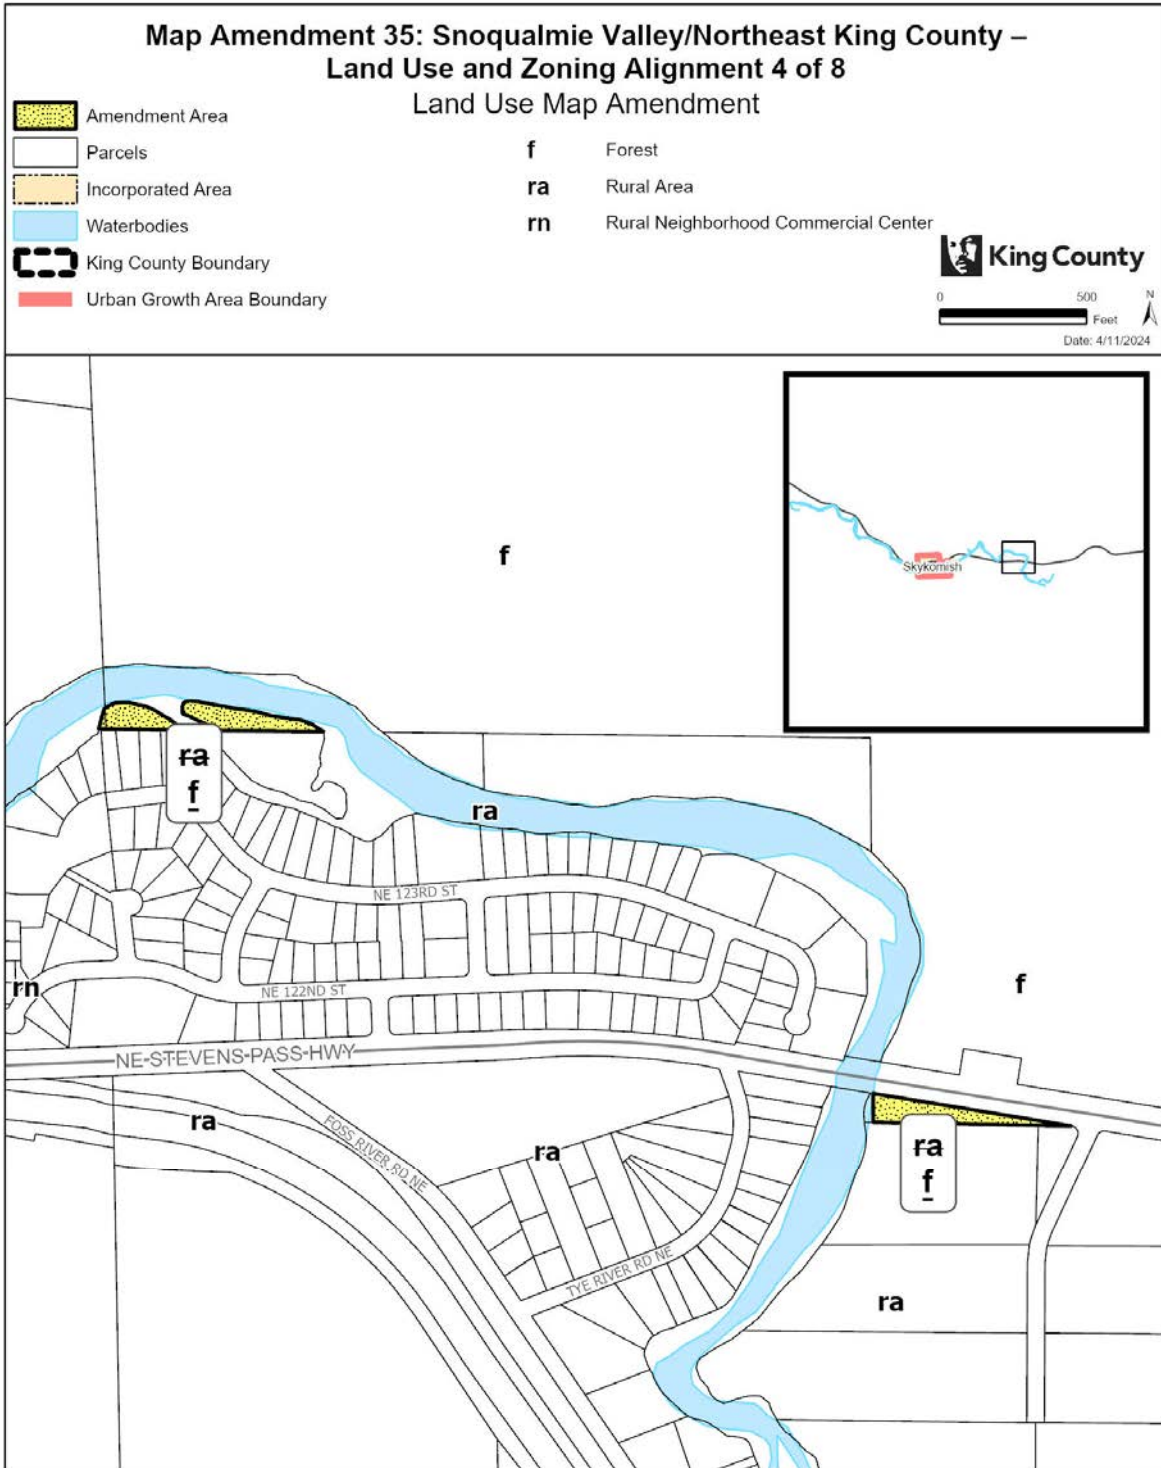 Map Amendment 35: Snoqualmie Valley/Northeast King County –
Land Use and Zoning Alignment 4 of 8
Land Use Map Amendment
Amendment Area
Parcels
Incorporated Area
Waterbodies
King County Boundary
Urban Growth Area Boundary
f Forest
ra Rural Area
rn Rural Neighborhood Commercial Center
King County
0 500
Feet
N
Date: 4/11/2024
Skykomish
f
ra
f
ra
NE 123RD ST
rn
NE 122ND ST
f
NE STEVENS PASS HWY
ra
FOSS RIVER RD NE
ra
ra
f
TYE RIVER RD NE
ra